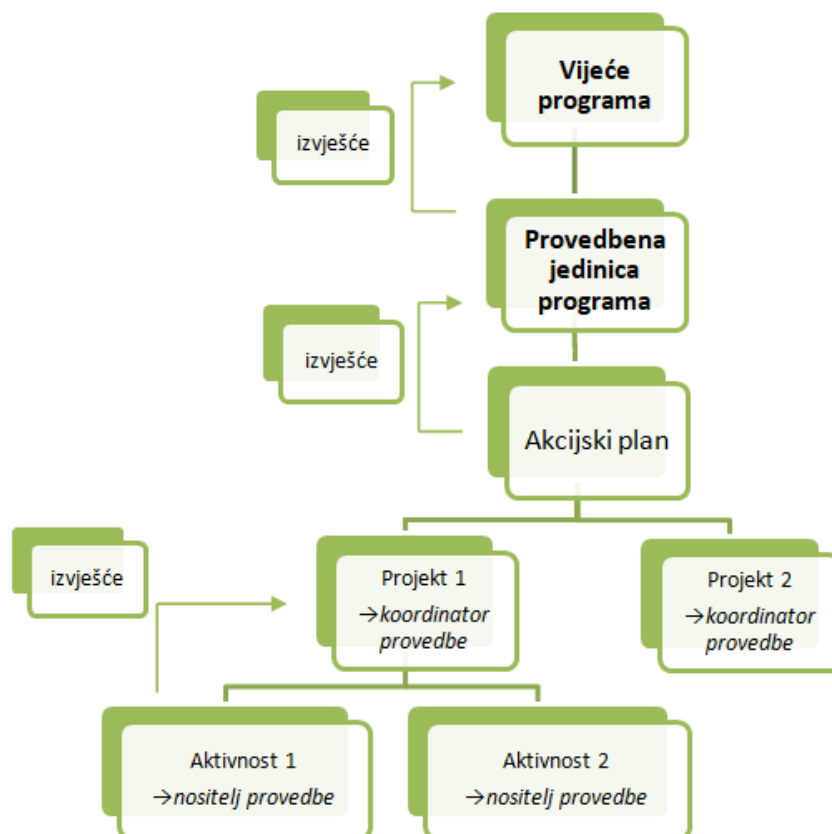 Vijeće
programa
izvješće
Provedbena
jedinica
programa
izvješće
Akcijski plan
izvješće
Projekt 1
→koordinator
provedbe
Projekt 2
→koordinator
provedbe
Aktivnost 1
→nositelj provedbe
Aktivnost 2
→nositelj provedbe